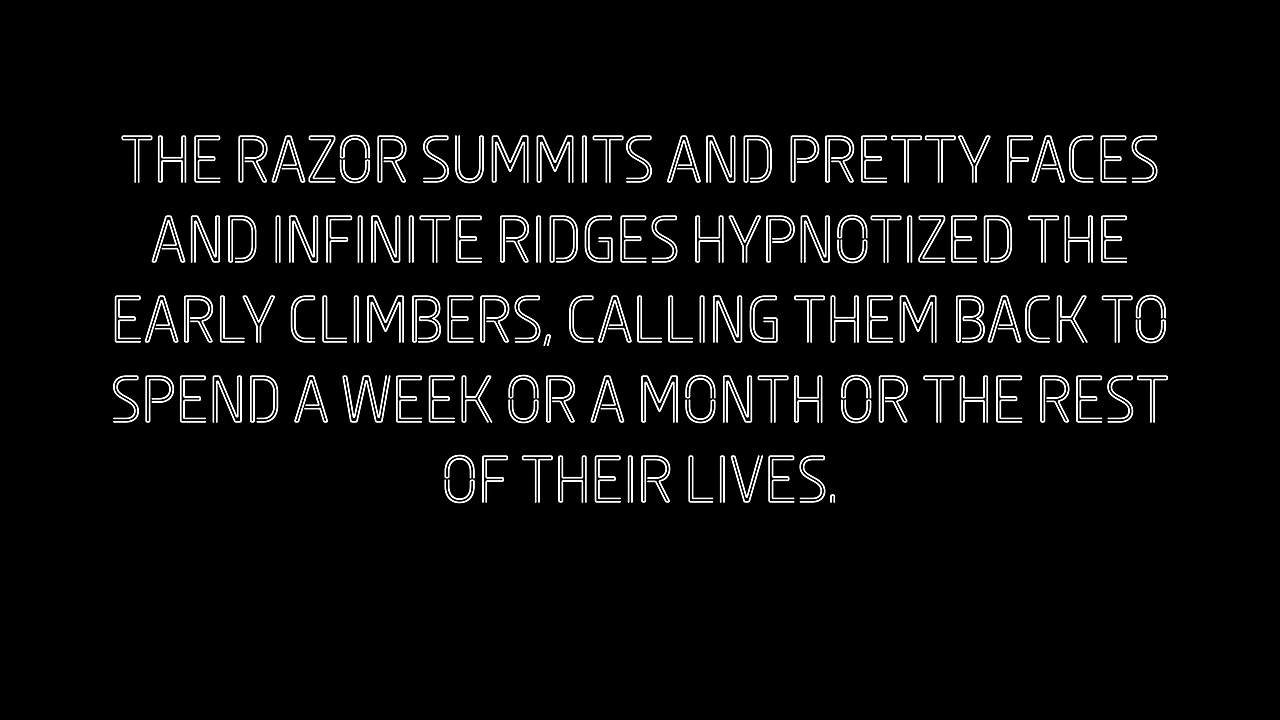 THE RAZOR SUMMITS AND PRETTY FACES
AND INFINITE RIDGES HYPNOTIZED THE
EARLY CLIMBERS, CALLING THEM BACK TO
SPEND A WEEK OR A MONTH OR THE REST
OF THEIR LIVES.